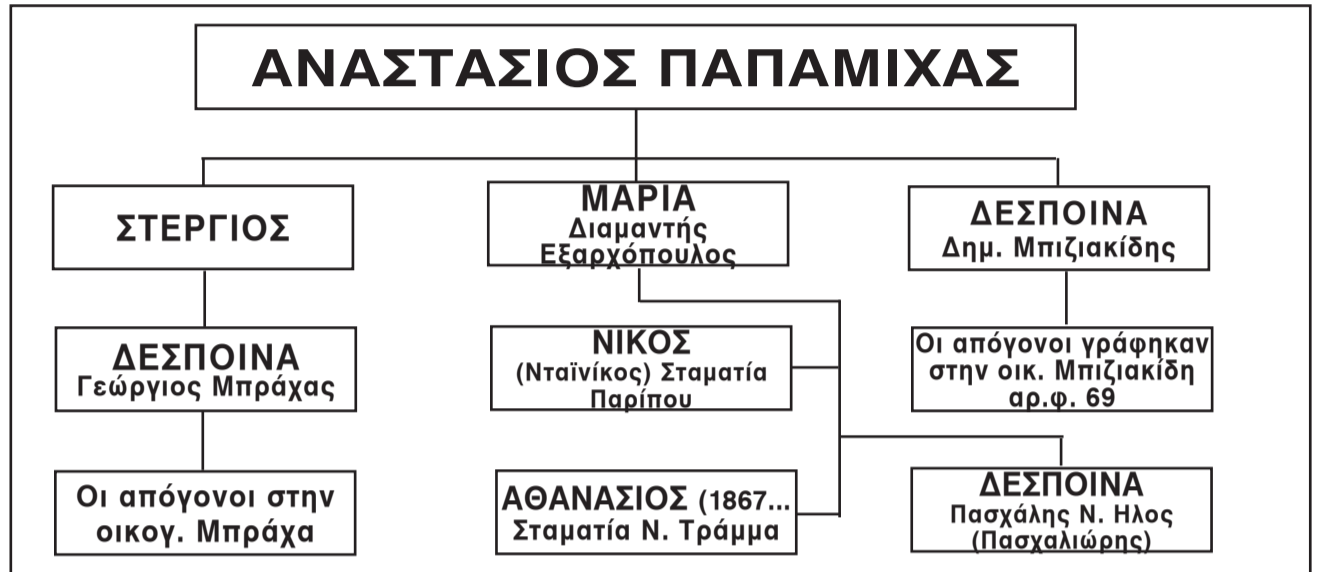 ΑΝΑΣΤΑΣΙΟΣ ΠΑΠΑΜΙΧΑΣ
ΣΤΕΡΓΙΟΣ
ΜΑΡΙΑ
Διαμαντής
Εξαρχόπουλος
ΔΕΣΠΟΙΝΑ
Δημ. Μπιζιακίδης
ΔΕΣΠΟΙΝΑ
Γεώργιος Μπράχας
ΝΙΚΟΣ
(Νταϊνίκος) Σταματία
Παρίπου
Οι απόγονοι γράφηκαν
στην οικ. Μπιζιακίδη
αρ.φ. 69
Οι απόγονοι στην
οικογ. Μπράχα
ΑΘΑΝΑΣΙΟΣ (1867...
Σταματία Ν. Τράμμα
ΔΕΣΠΟΙΝΑ
Πασχάλης Ν. Ηλος
(Πασχαλιώρης)